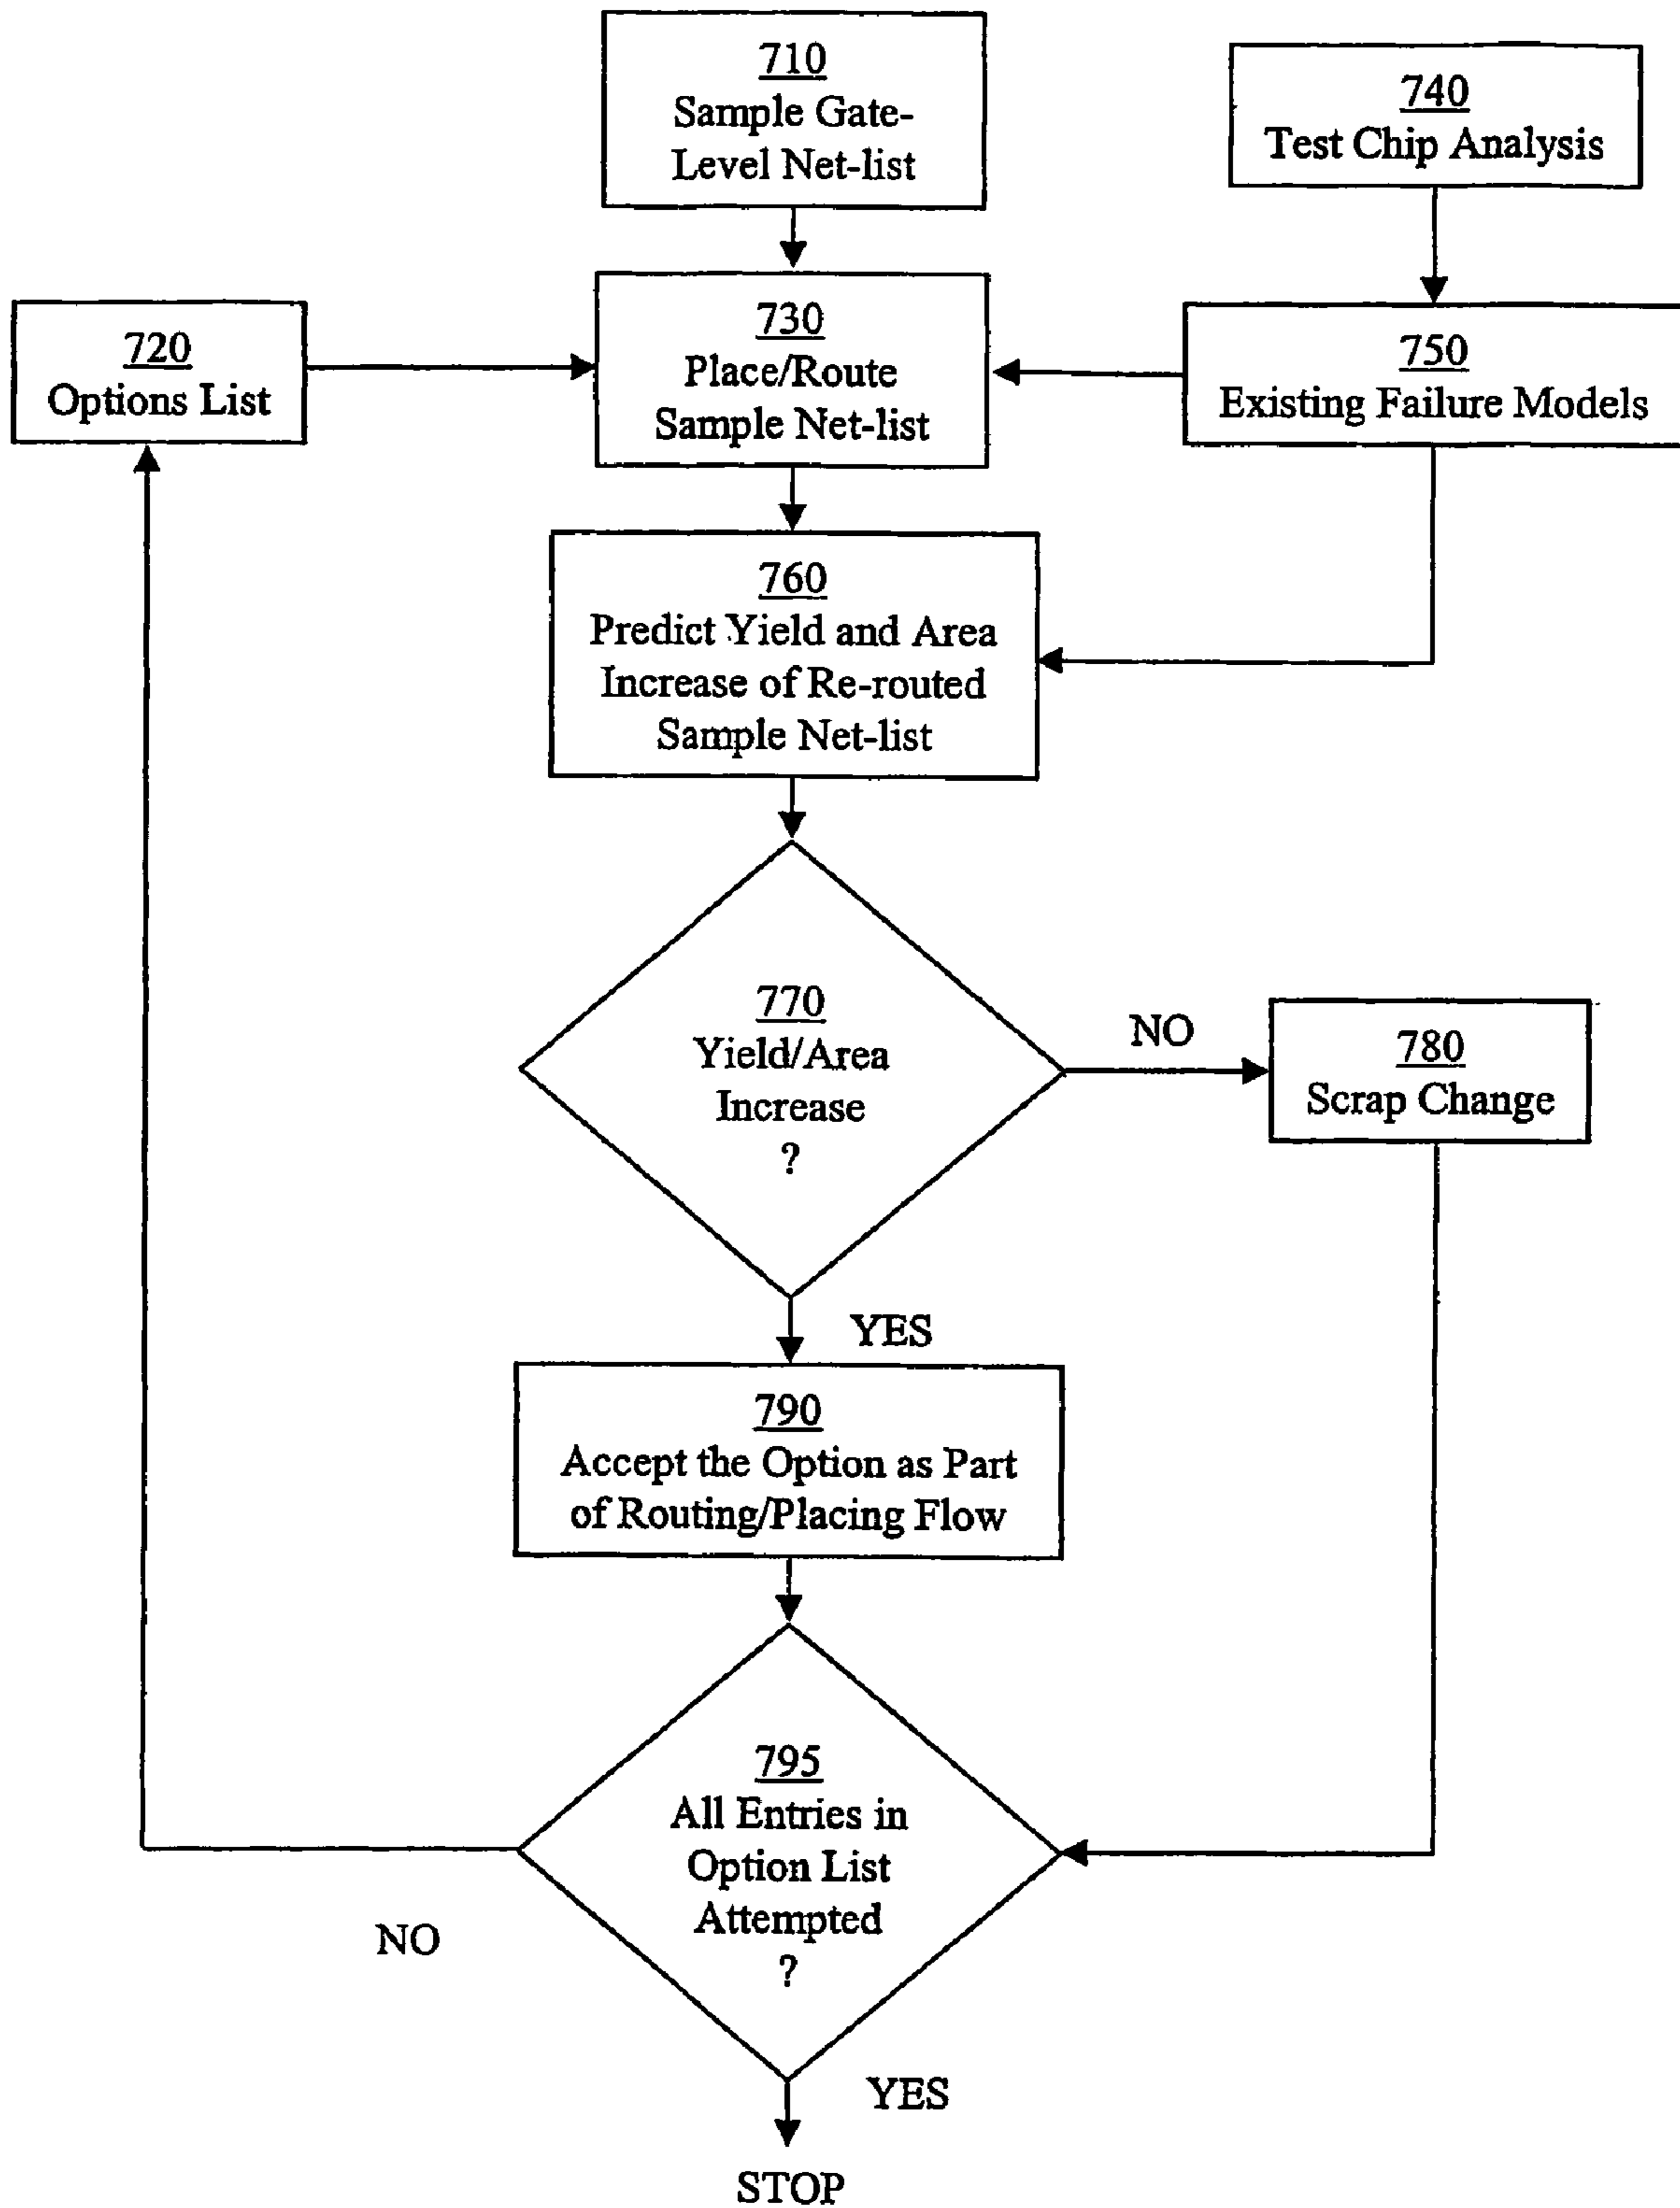 710
Sample Gate-
Level Net-list
740
Test Chip Analysis
720
Options List
730
Place/Route
Sample Net-list
750
Existing Failure Models
760
Predict Yield and Area
Increase of Re-routed
Sample Net-list
770
Yield/Area
Increase
?
NO
780
Scrap Change
YES
790
Accept the Option as Part
of Routing/Placing Flow
795
All Entries in
Option List
Attempted
?
NO
YES
STOP